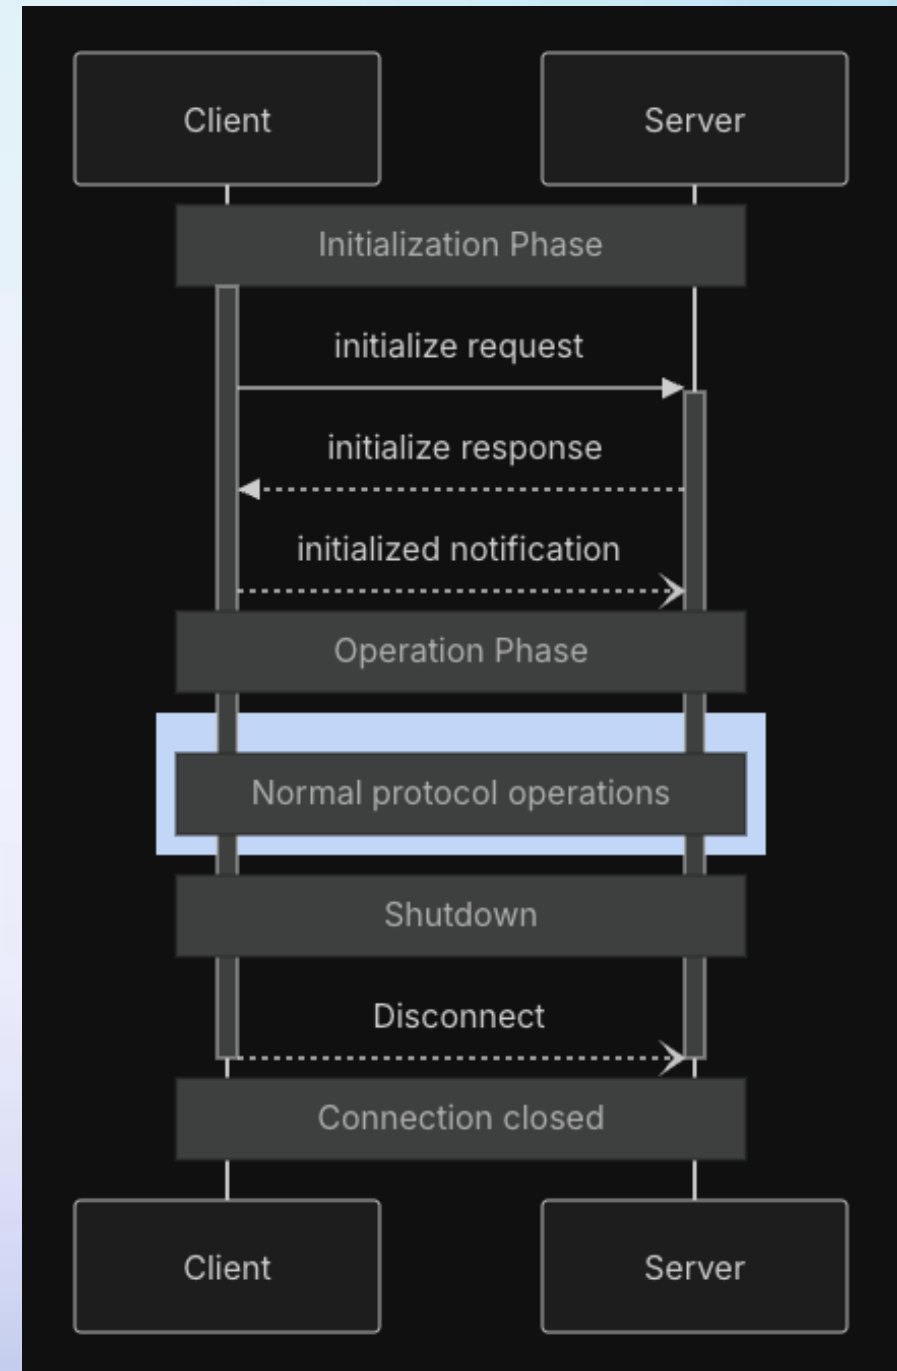 Client
Server
Initialization Phase
initialize request
initialize response
initialized notification
Operation Phase
Normal protocol operations
Shutdown
Disconnect
Connection closed
Client
Server